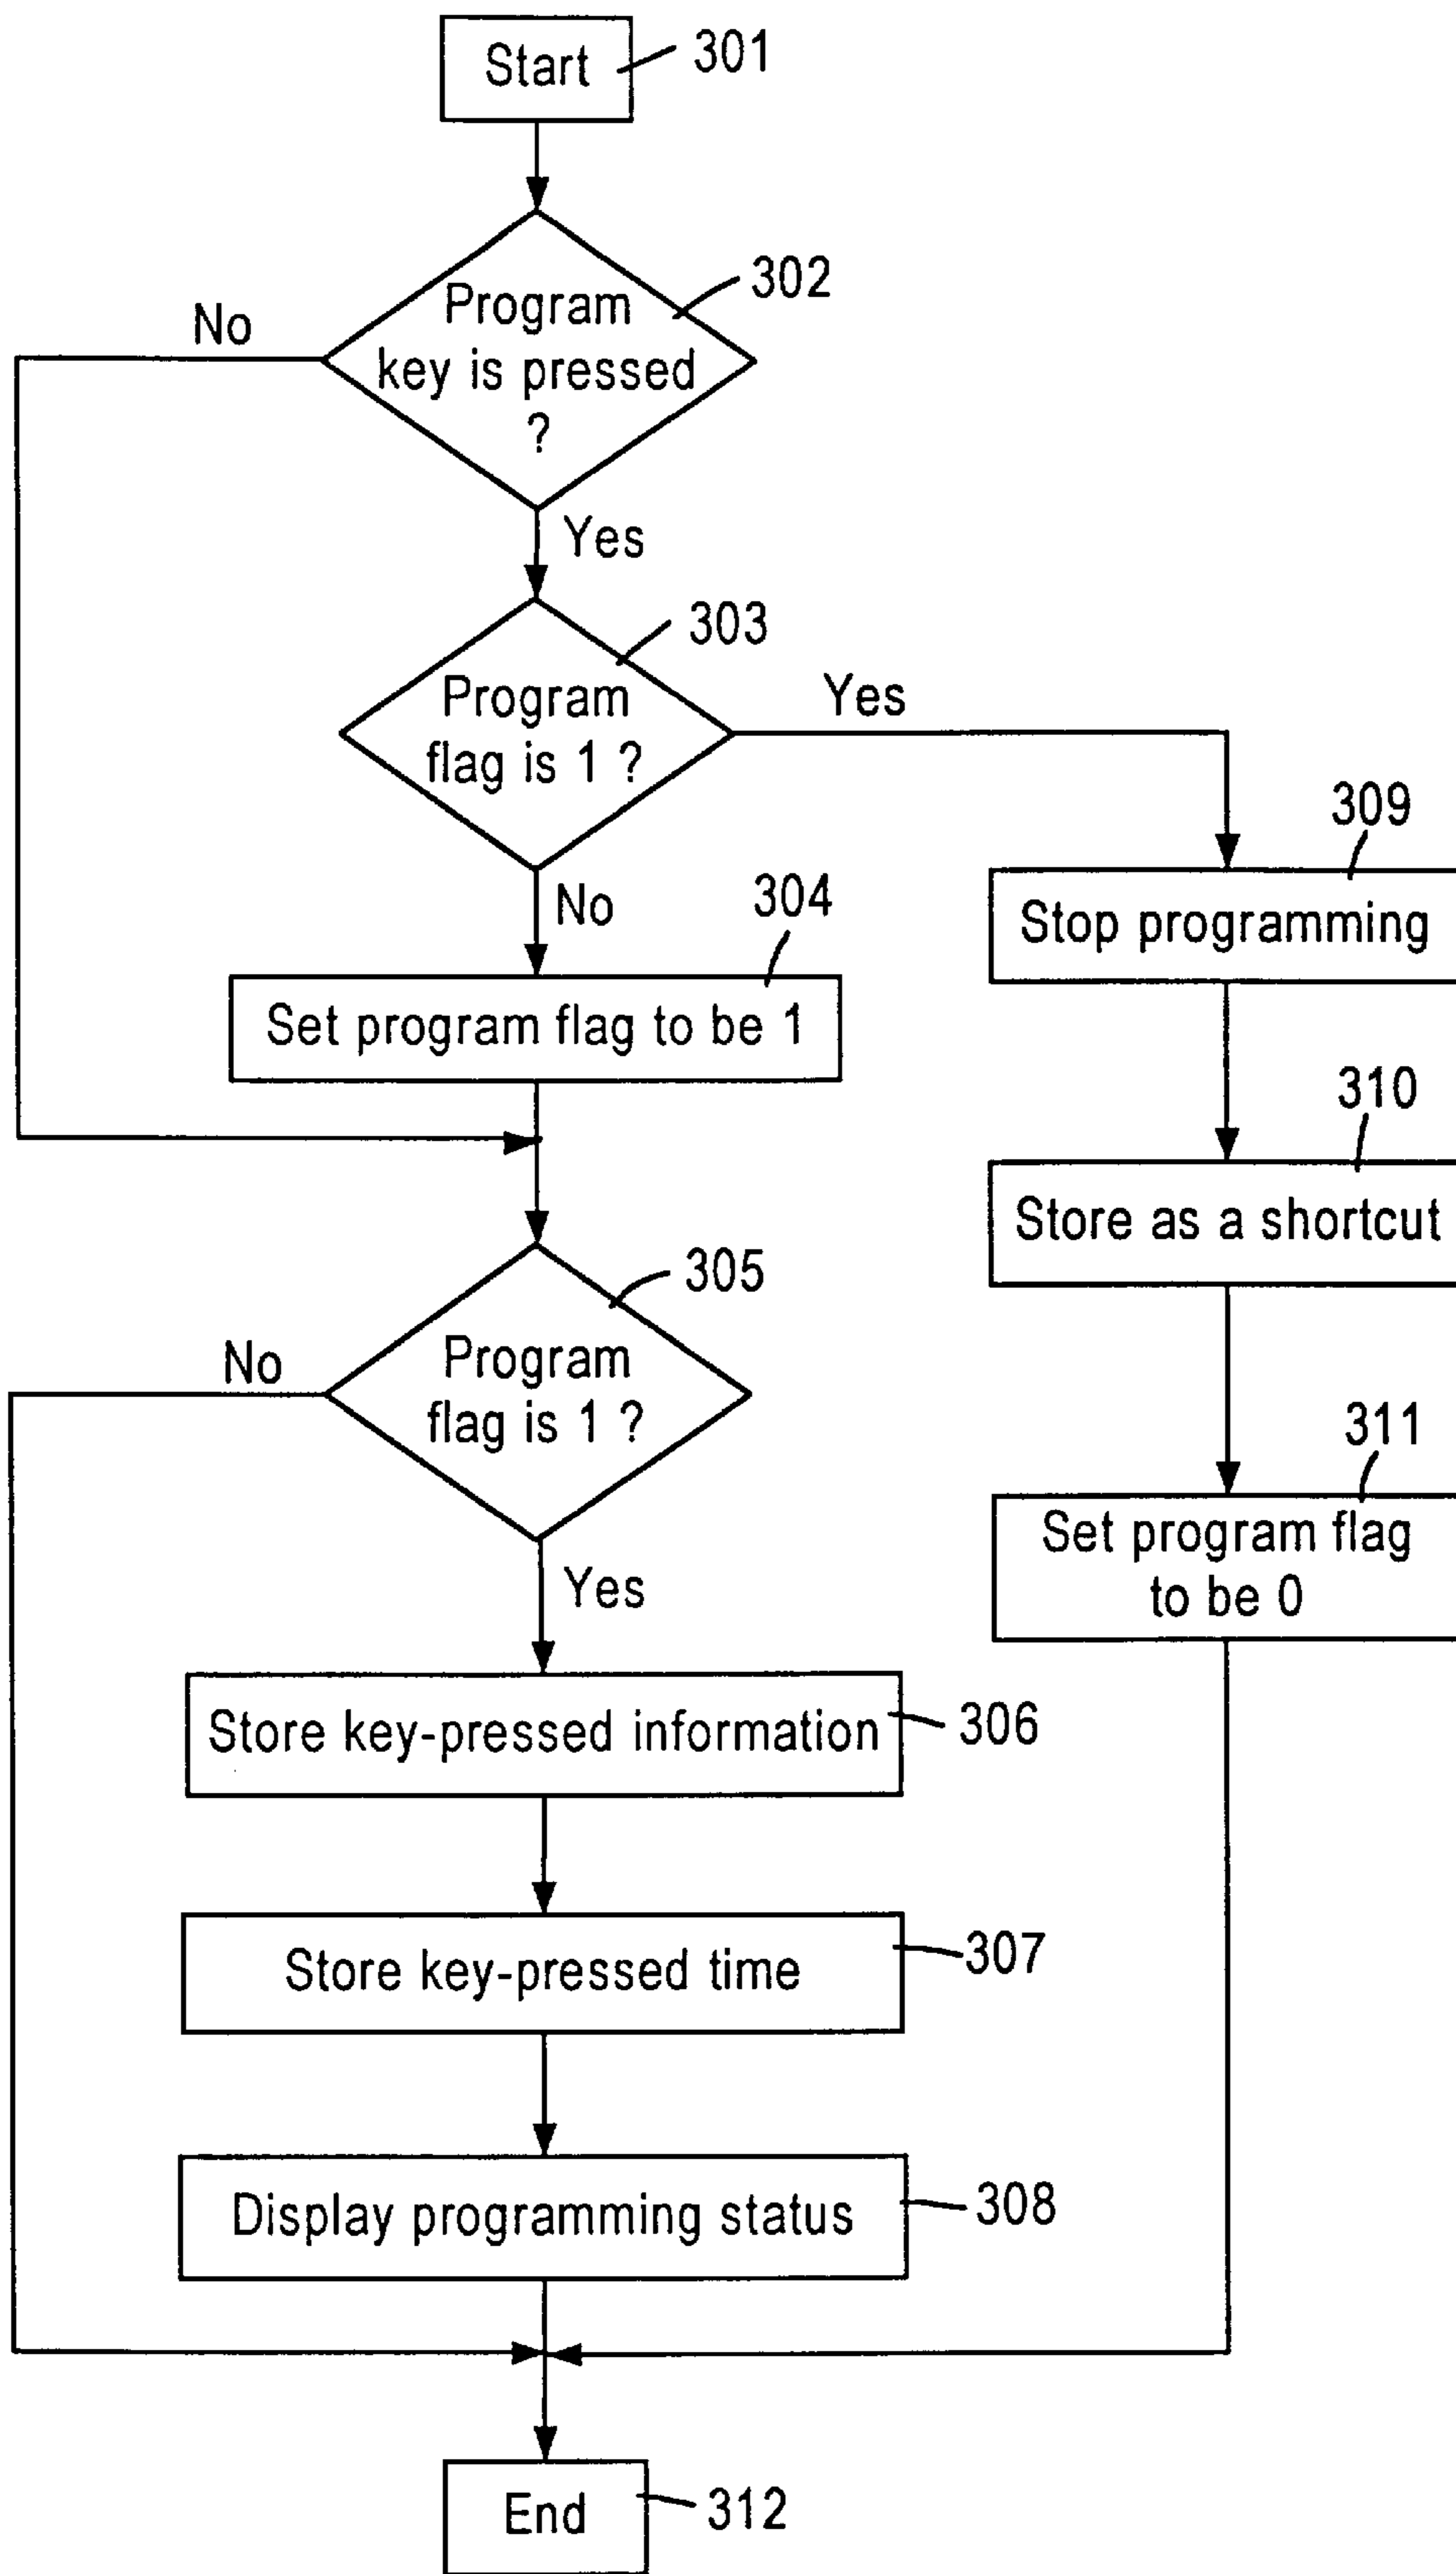 Start
301
Program
key is pressed
?
302
No
Yes
Program
flag is 1 ?
303
Yes
No
Set program flag to be 1
304
Stop programming
309
Store as a shortcut
310
Set program flag
to be 0
311
Program
flag is 1 ?
305
No
Yes
Store key-pressed information
306
Store key-pressed time
307
Display programming status
308
End
312